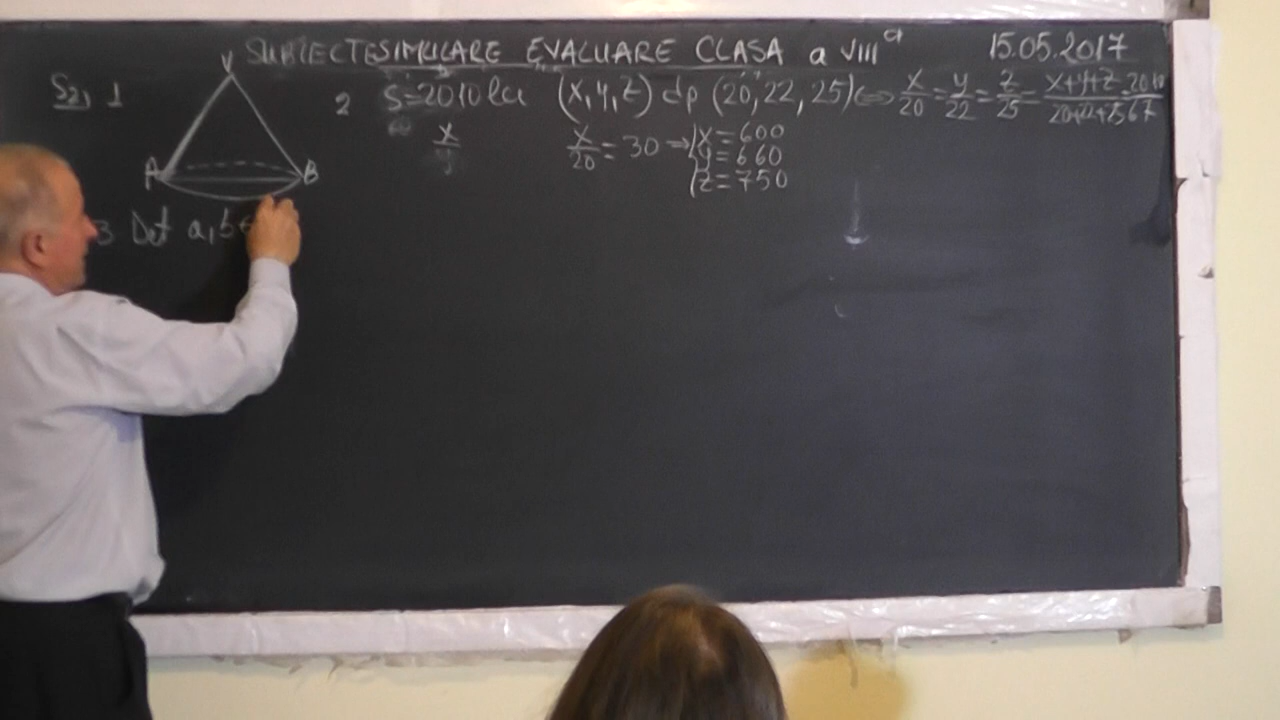 SUBIECTE SIMULARE EVALUARE CLASA a VIII a 15.05.2017
S2, 1
V
A B
2 S=2010 lei (x,y,z) dp (20,22,25) <=> x/20 = y/22 = z/25 = x+y+z/20+22+25 = 2010/67
x/y
x/20 = 30 => x=600
y=660
z=750
3 Det a,b